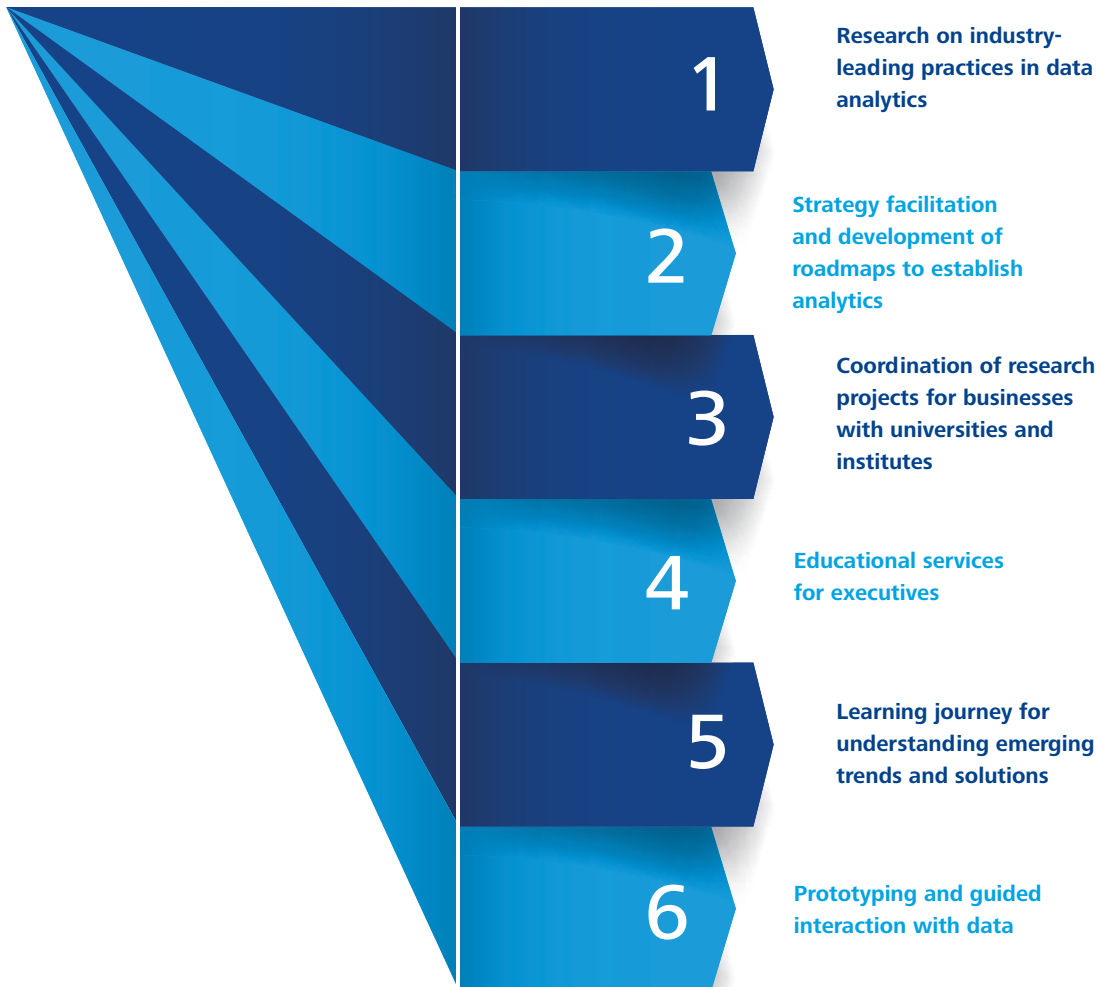 1
Research on industry-
leading practices in data
analytics
2
Strategy facilitation
and development of
roadmaps to establish
analytics
3
Coordination of research
projects for businesses
with universities and
institutes
4
Educational services
for executives
5
Learning journey for
understanding emerging
trends and solutions
6
Prototyping and guided
interaction with data